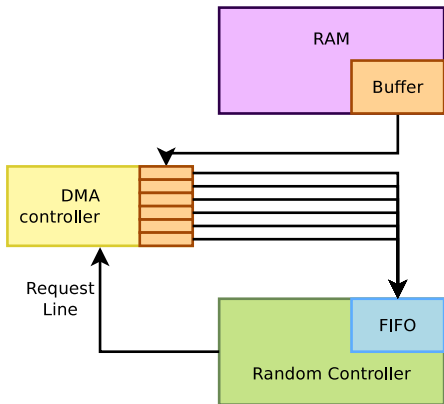 RAM
Buffer
DMA
controller
Request
Line
FIFO
Random Controller